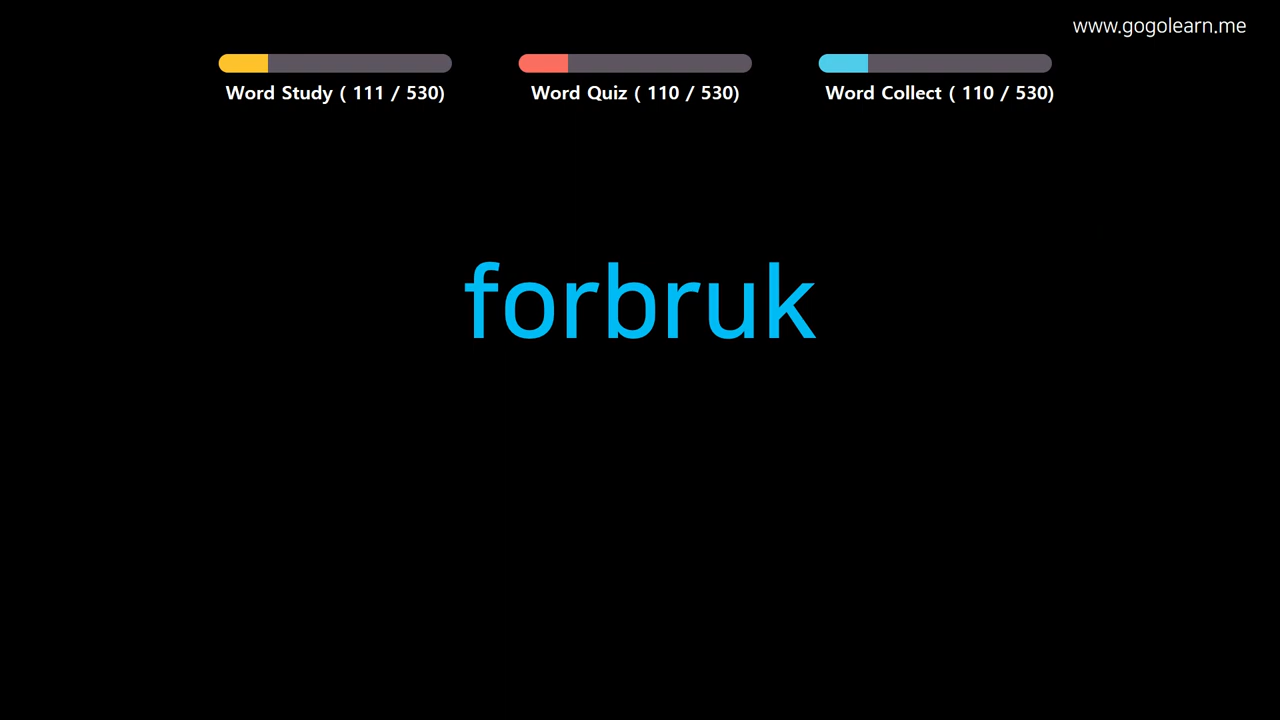 www.gogolearn.me
Word Study ( 111 / 530)
Word Quiz ( 110 / 530)
Word Collect ( 110 / 530)
forbruk